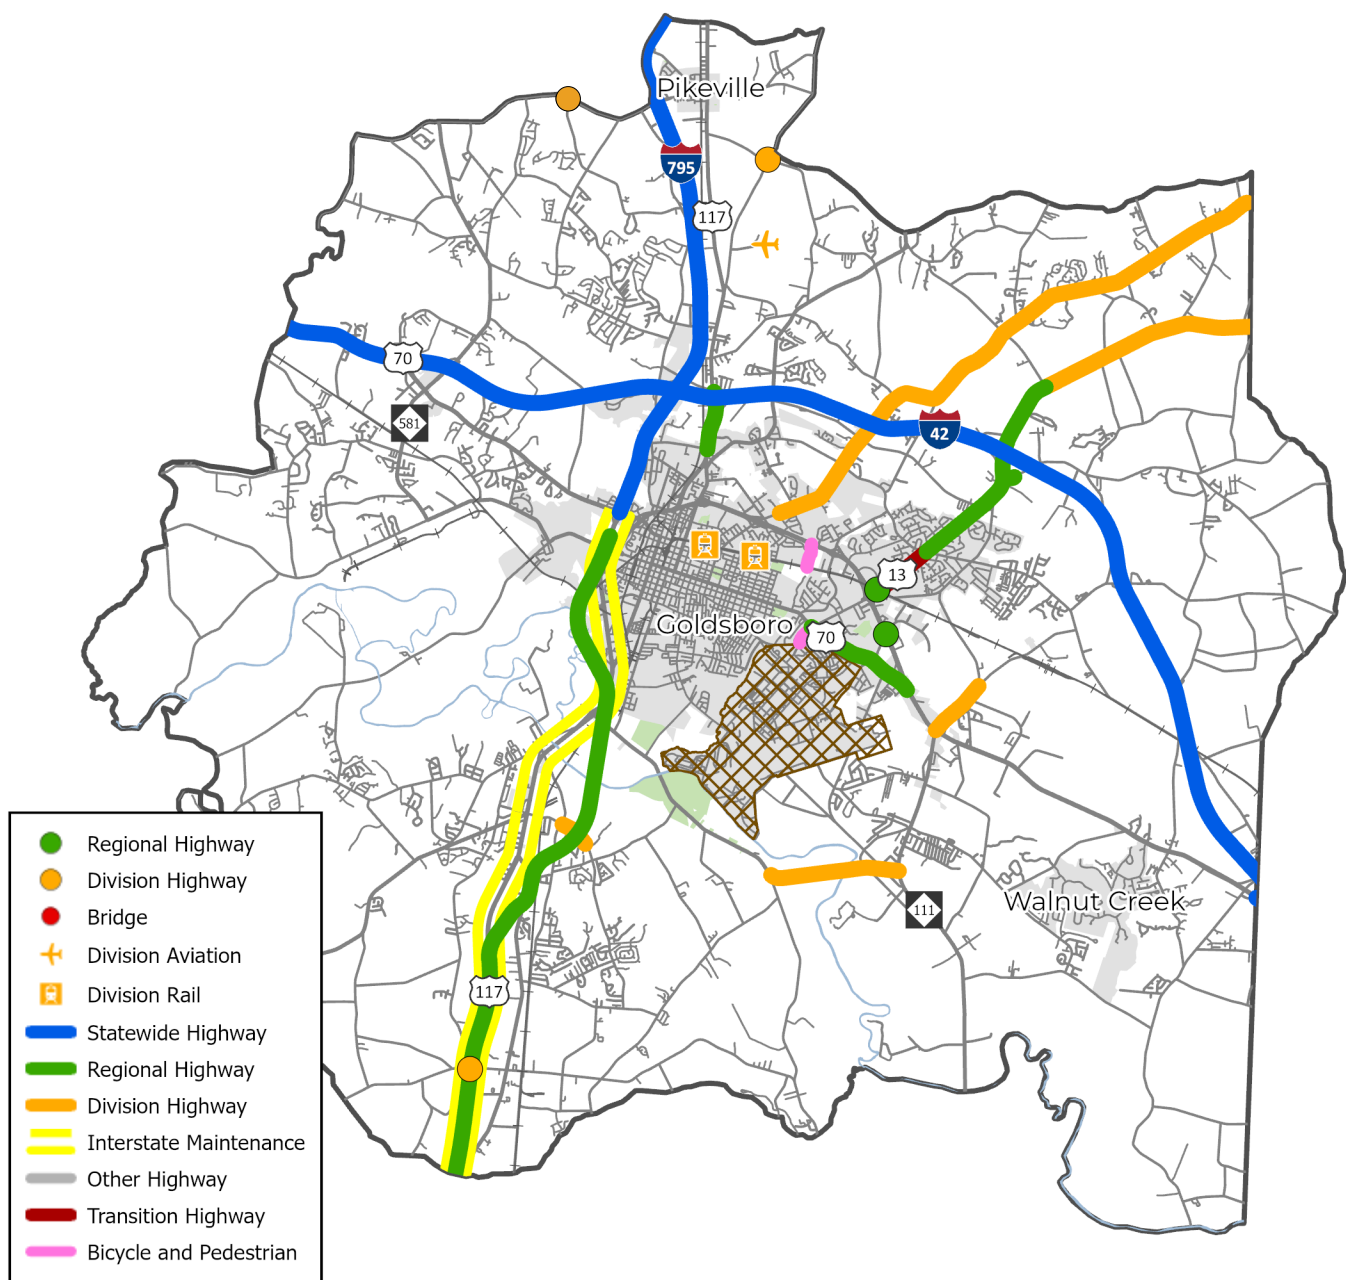 Pikeville
795
117
70
581
42
13
Goldsboro
70
Walnut Creek
111
117
Regional Highway
Division Highway
Bridge
Division Aviation
Division Rail
Statewide Highway
Regional Highway
Division Highway
Interstate Maintenance
Other Highway
Transition Highway
Bicycle and Pedestrian